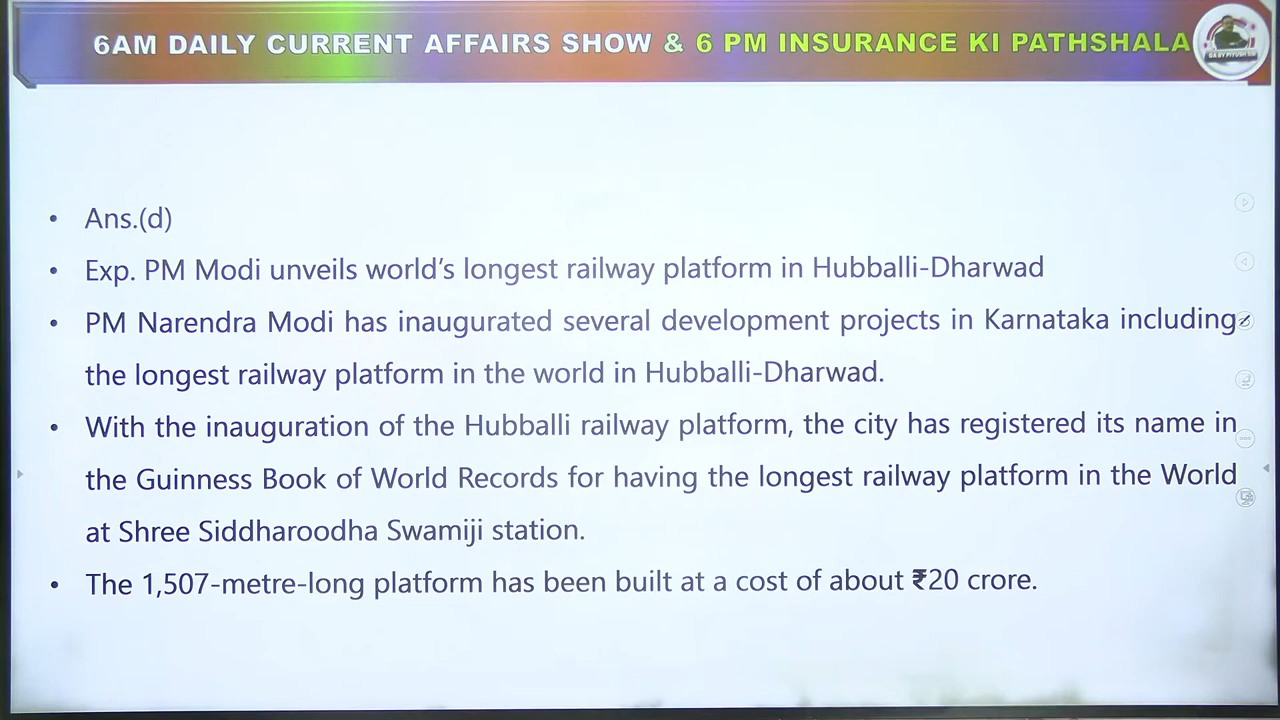 6AM DAILY CURRENT AFFAIRS SHOW & 6 PM INSURANCE KI PATHSHALA
GA BY PIYUSH SIR
• Ans.(d)
• Exp. PM Modi unveils world's longest railway platform in Hubballi-Dharwad
• PM Narendra Modi has inaugurated several development projects in Karnataka including
the longest railway platform in the world in Hubballi-Dharwad.
• With the inauguration of the Hubballi railway platform, the city has registered its name in
the Guinness Book of World Records for having the longest railway platform in the World
at Shree Siddharoodha Swamiji station.
• The 1,507-metre-long platform has been built at a cost of about ₹20 crore.